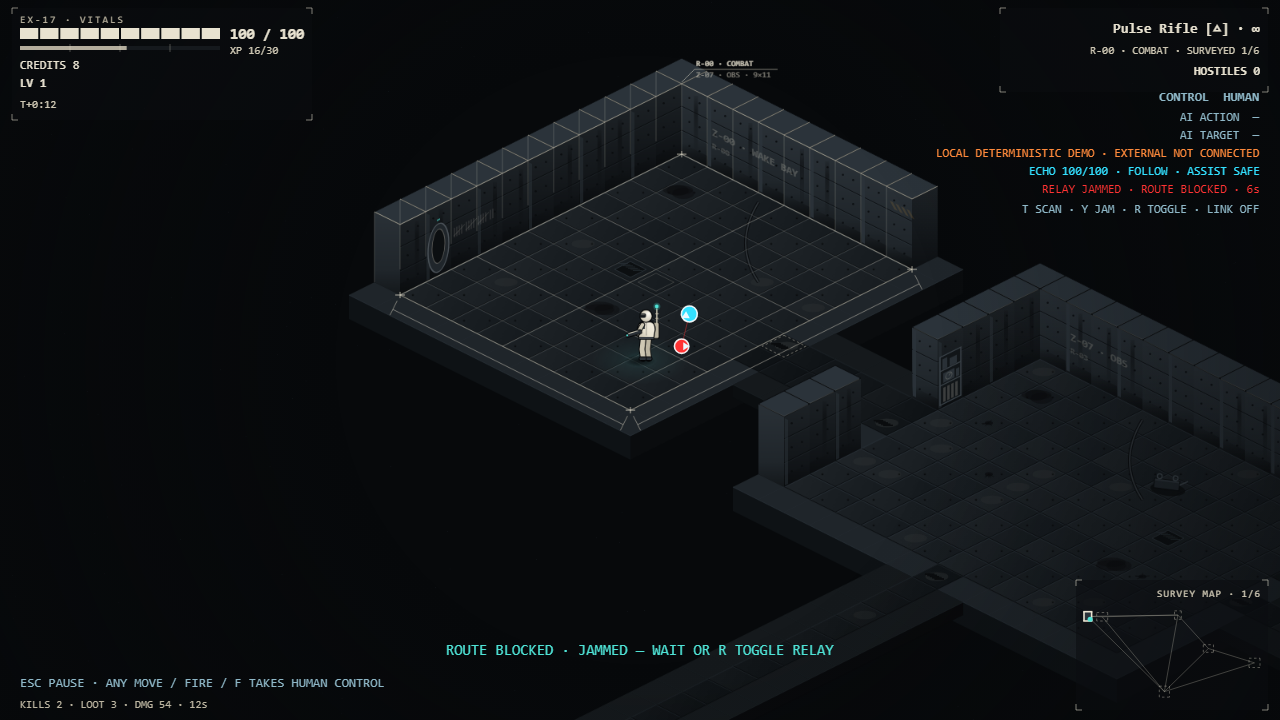 EX-17 · VITALS
100 / 100
XP 16/30
CREDITS 8
LV 1
T+0:12
R-00 · COMBAT
Z-07 · OBS · 9×11
Pulse Rifle [▲] · ∞
R-00 · COMBAT · SURVEYED 1/6
HOSTILES 0
CONTROL HUMAN
AI ACTION —
AI TARGET —
LOCAL DETERMINISTIC DEMO · EXTERNAL NOT CONNECTED
ECHO 100/100 · FOLLOW · ASSIST SAFE
RELAY JAMMED · ROUTE BLOCKED · 6s
T SCAN · Y JAM · R TOGGLE · LINK OFF
Z-00 · WAKE BAY
Z-07 · OBS
SURVEY MAP · 1/6
ROUTE BLOCKED · JAMMED — WAIT OR R TOGGLE RELAY
ESC PAUSE · ANY MOVE / FIRE / F TAKES HUMAN CONTROL
KILLS 2 · LOOT 3 · DMG 54 · 12s